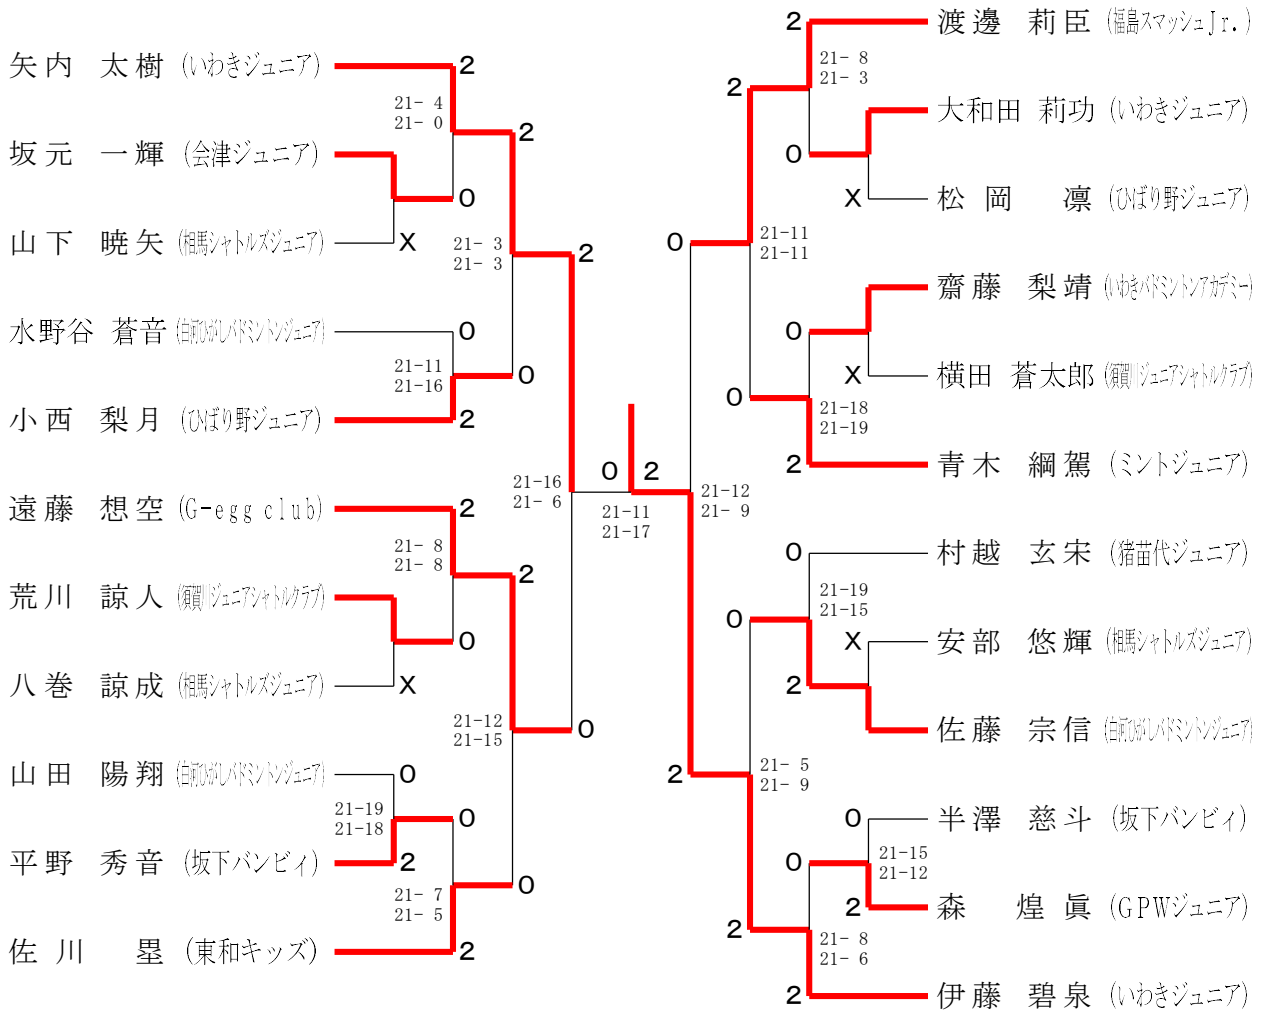 矢内 太樹 (いわきジュニア) 2
21- 4
21- 0
2
坂元 一輝 (会津ジュニア)
0
山下 暁矢 (相馬シャトルズジュニア) X
21- 3
21- 3
2
水野谷 蒼音 (白河ひがしバドミントンジュニア) 0
21-11
21-16
0
小西 梨月 (ひばり野ジュニア) 2
21-16
21- 6
遠藤 想空 (G-egg club) 2
21- 8
21- 8
2
荒川 諒人 (須賀川ジュニアシャトルクラブ)
0
八巻 諒成 (相馬シャトルズジュニア) X
21-12
21-15
0
山田 陽翔 (白河ひがしバドミントンジュニア) 0
21-19
21-18
0
平野 秀音 (坂下バンビィ) 2
21- 7
21- 5
0
佐川 塁 (東和キッズ) 2
0 2
21-11
21-17
2 渡邊 莉臣 (福島スマッシュJr.)
21- 8
21- 3
2
大和田 莉功 (いわきジュニア)
0
X 松岡 凛 (ひばり野ジュニア)
0
21-11
21-11
齋藤 梨靖 (いわきバドミントンアカデミー)
0
X 横田 蒼太郎 (須賀川ジュニアシャトルクラブ)
0
21-18
21-19
2 青木 綱駕 (ミントジュニア)
21-12
21- 9
0 村越 玄宋 (猪苗代ジュニア)
21-19
21-15
0
X 安部 悠輝 (相馬シャトルズジュニア)
2
佐藤 宗信 (白河ひがしバドミントンジュニア)
2
21- 5
21- 9
0 半澤 慈斗 (坂下バンビィ)
21-15
21-12
0
2 森 煌眞 (GPWジュニア)
2
21- 8
21- 6
2 伊藤 碧泉 (いわきジュニア)